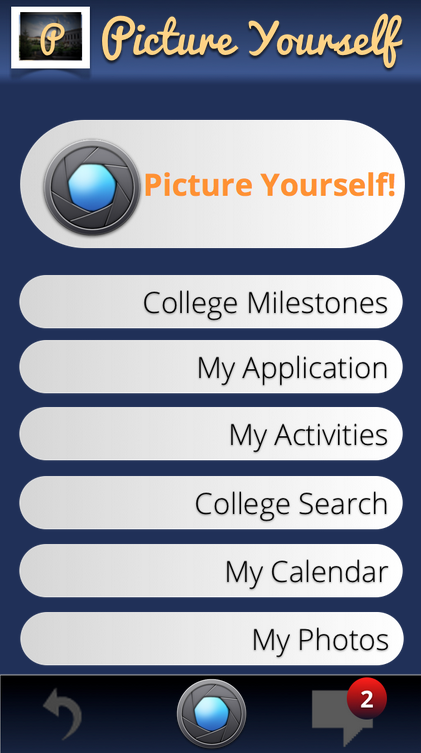 P
Picture Yourself
Picture Yourself!
College Milestones
My Application
My Activities
College Search
My Calendar
My Photos
2